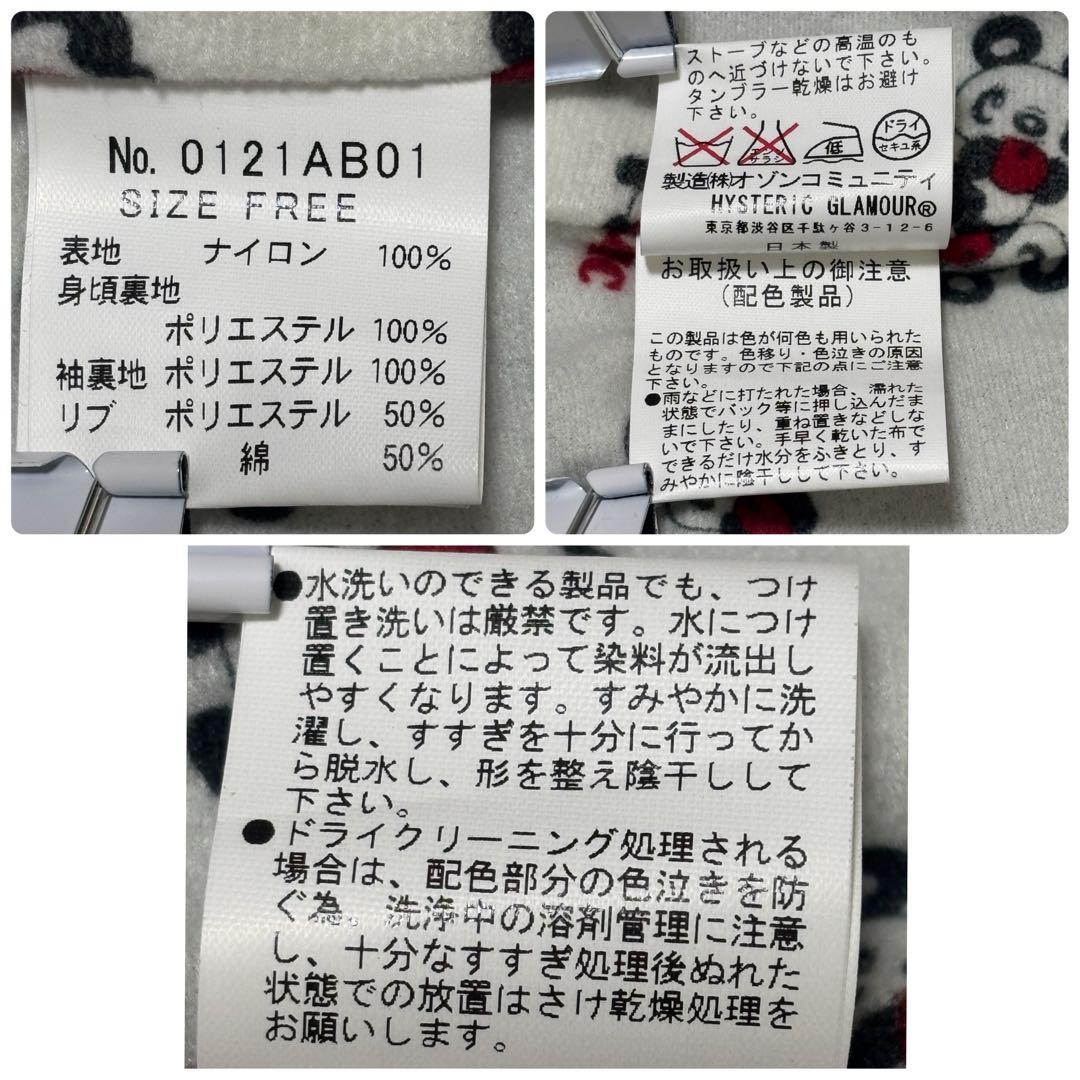 No. 0121AB01
SIZE FREE
表地 ナイロン 100%
身頃裏地
ポリエステル 100%
袖裏地 ポリエステル 100%
リブ ポリエステル 50%
綿 50%
ストーブなどの高温のも
のへ近づけないで下さい。
タンブラー乾燥はお避け
下さい。
エンソサラシ 低 ドライ セキユ系
製造(株)オゾンコミュニティ
HYSTERIC GLAMOUR®
東京都渋谷区千駄ヶ谷3-12-6
日本製
お取扱い上の御注意
(配色製品)
この製品は色が何色も用いられた
ものです。色移り・色泣きの原因
となりますので下記の点にご注意
下さい。
●雨などに打たれた場合、濡れた
状態でバック等に押し込んだま
まにしたり、重ね置きなどしな
いで下さい。手早く乾いた布で
できるだけ水分をふきとり、す
みやかに陰干しして下さい。
●水洗いのできる製品でも、つけ
置き洗いは厳禁です。水につけ
置くことによって染料が流出し
やすくなります。すみやかに洗
濯し、すすぎを十分に行ってか
ら脱水し、形を整え陰干しして
下さい。
●ドライクリーニング処理される
場合は、配色部分の色泣きを防
ぐ為、洗浄中の溶剤管理に注意
し、十分なすすぎ処理後ぬれた
状態での放置はさけ乾燥処理を
お願いします。